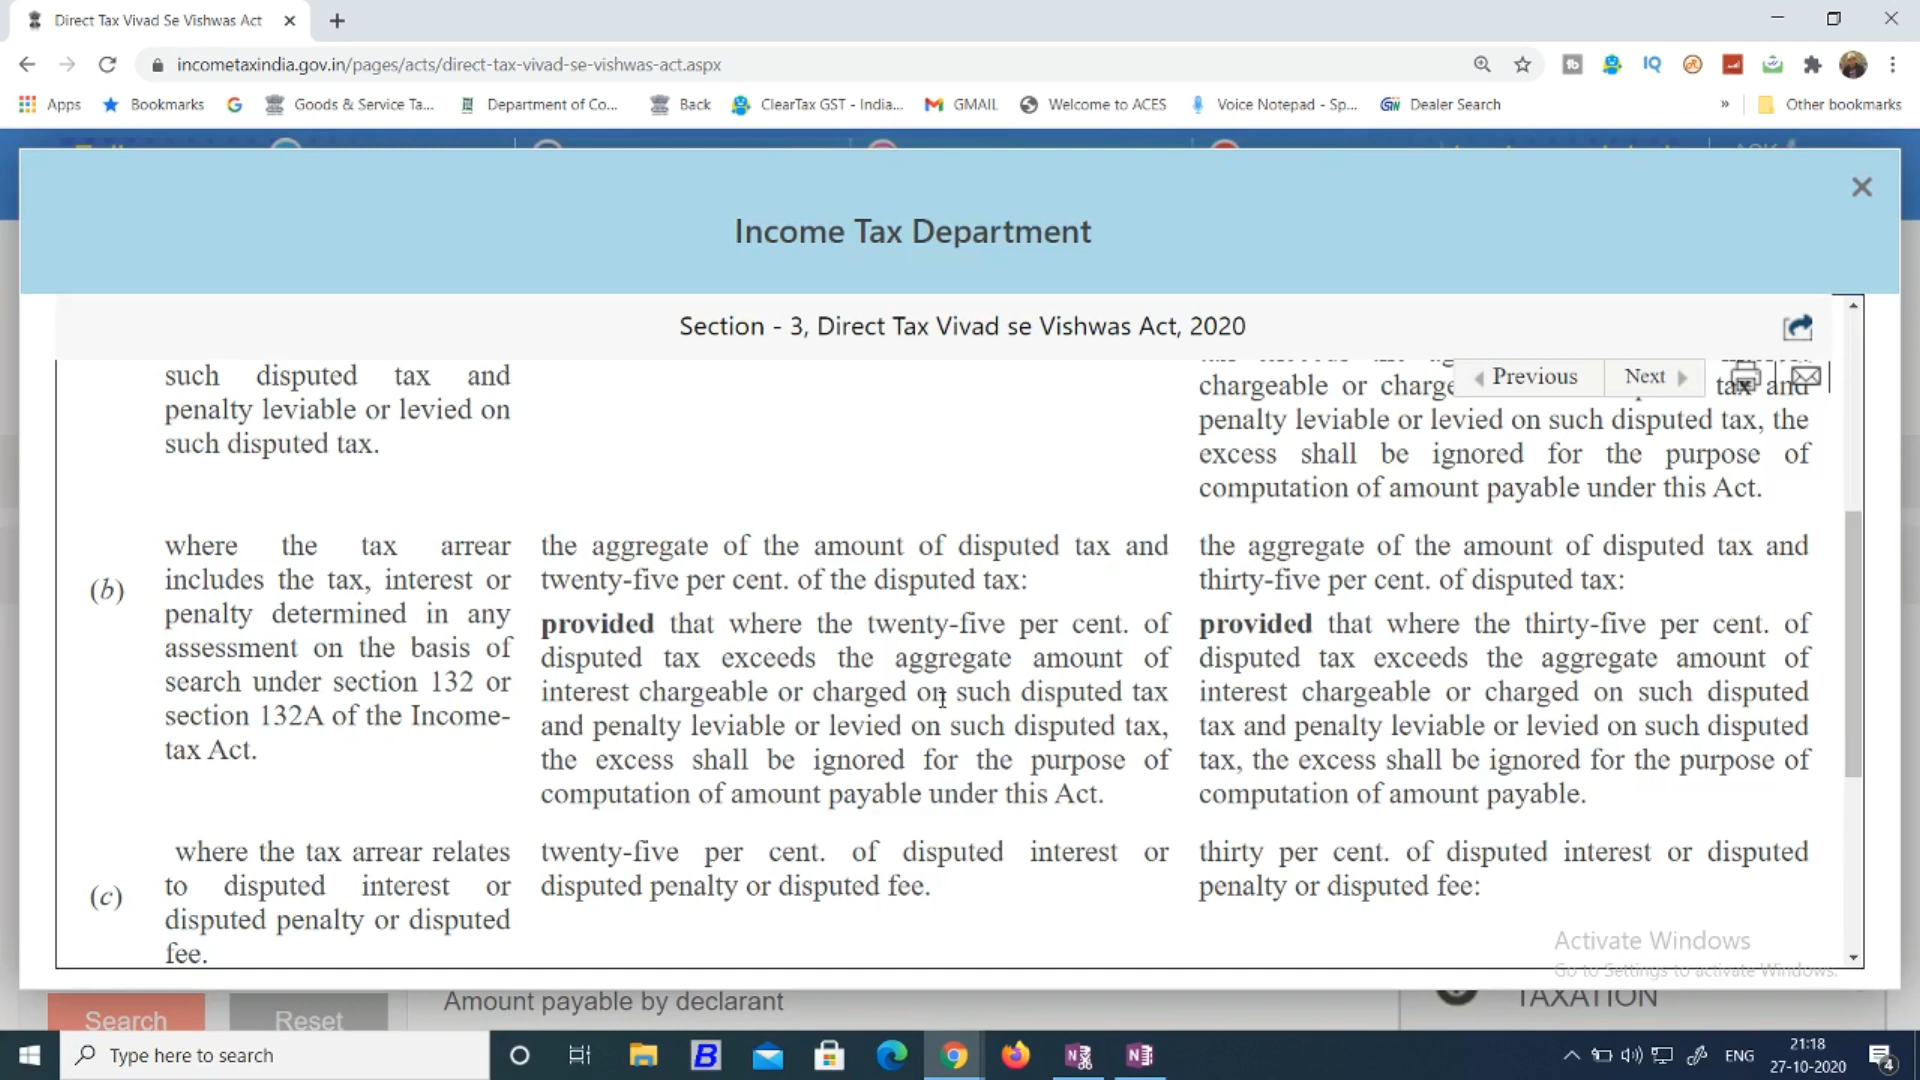 Direct Tax Vivad Se Vishwas Act
incometaxindia.gov.in/pages/acts/direct-tax-vivad-se-vishwas-act.aspx
Apps
Bookmarks
Goods & Service Ta...
Department of Co...
Back
ClearTax GST - India...
GMAIL
Welcome to ACES
Voice Notepad - Sp...
Dealer Search
»
Other bookmarks
Income Tax Department
Section - 3, Direct Tax Vivad se Vishwas Act, 2020
Previous
Next
such disputed tax and
penalty leviable or levied on
such disputed tax.
tax and
penalty leviable or levied on such disputed tax, the
excess shall be ignored for the purpose of
computation of amount payable under this Act.
(b)
where the tax arrear
includes the tax, interest or
penalty determined in any
assessment on the basis of
search under section 132 or
section 132A of the Income-
tax Act.
the aggregate of the amount of disputed tax and
twenty-five per cent. of the disputed tax:
provided that where the twenty-five per cent. of
disputed tax exceeds the aggregate amount of
interest chargeable or charged on such disputed tax
and penalty leviable or levied on such disputed tax,
the excess shall be ignored for the purpose of
computation of amount payable under this Act.
the aggregate of the amount of disputed tax and
thirty-five per cent. of disputed tax:
provided that where the thirty-five per cent. of
disputed tax exceeds the aggregate amount of
interest chargeable or charged on such disputed
tax and penalty leviable or levied on such disputed
tax, the excess shall be ignored for the purpose of
computation of amount payable.
(c)
where the tax arrear relates
to disputed interest or
disputed penalty or disputed
fee.
twenty-five per cent. of disputed interest or
disputed penalty or disputed fee.
thirty per cent. of disputed interest or disputed
penalty or disputed fee:
Activate Windows
Go to Settings to activate Windows.
Search
Reset
Amount payable by declarant
TAXATION
Type here to search
ENG
21:18
27-10-2020
4